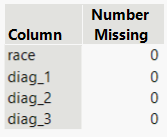 Number
Column Missing
race 0
diag_1 0
diag_2 0
diag_3 0